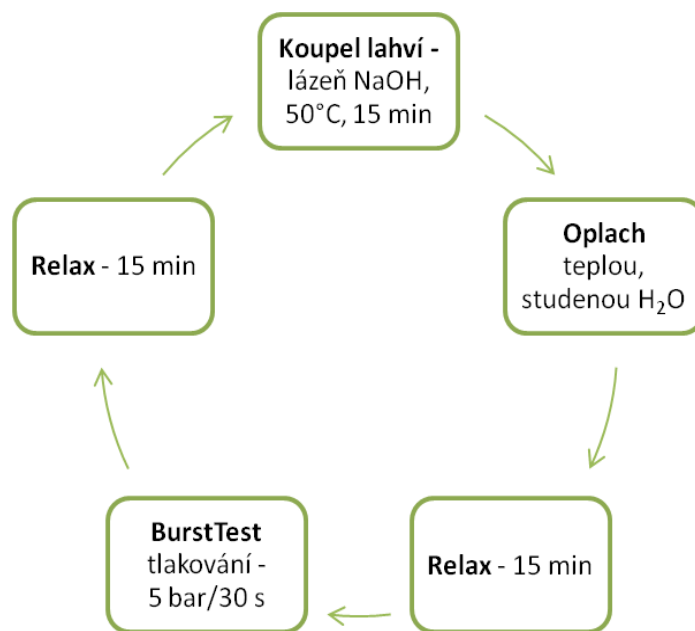 Koupel lahví -
lázeň NaOH,
50°C, 15 min
Oplach
teplou,
studenou H₂O
Relax - 15 min
BurstTest
tlakování -
5 bar/30 s
Relax - 15 min